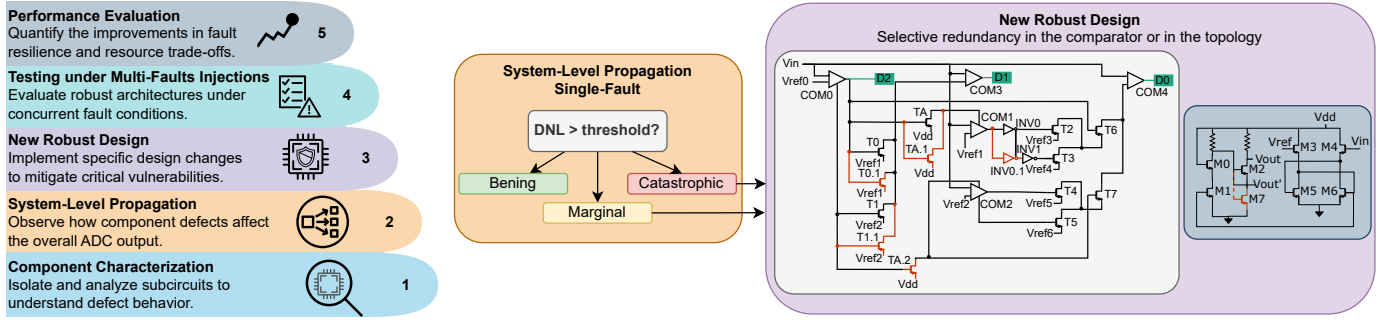 Performance Evaluation
Quantify the improvements in fault
resilience and resource trade-offs.
5
Testing under Multi-Faults Injections
Evaluate robust architectures under
concurrent fault conditions.
4
New Robust Design
Implement specific design changes
to mitigate critical vulnerabilities.
3
System-Level Propagation
Observe how component defects affect
the overall ADC output.
2
Component Characterization
Isolate and analyze subcircuits to
understand defect behavior.
1
System-Level Propagation
Single-Fault
DNL > threshold?
Bening
Catastrophic
Marginal
New Robust Design
Selective redundancy in the comparator or in the topology
Vin
Vref0
COM0
D2
D1
COM3
D0
COM4
TA
Vdd
TA.1
Vdd
COM1
Vref1
INV0
INV1
INV0.1
T2
Vref3
T3
Vref4
T6
T0
Vref1
T0.1
Vref1
T1
Vref2
T1.1
Vref2
TA.2
Vdd
Vref2
COM2
T4
Vref5
T5
Vref6
T7
Vdd
Vref
M3
M4
Vin
M0
Vout
M2
Vout'
M1
M7
M5
M6